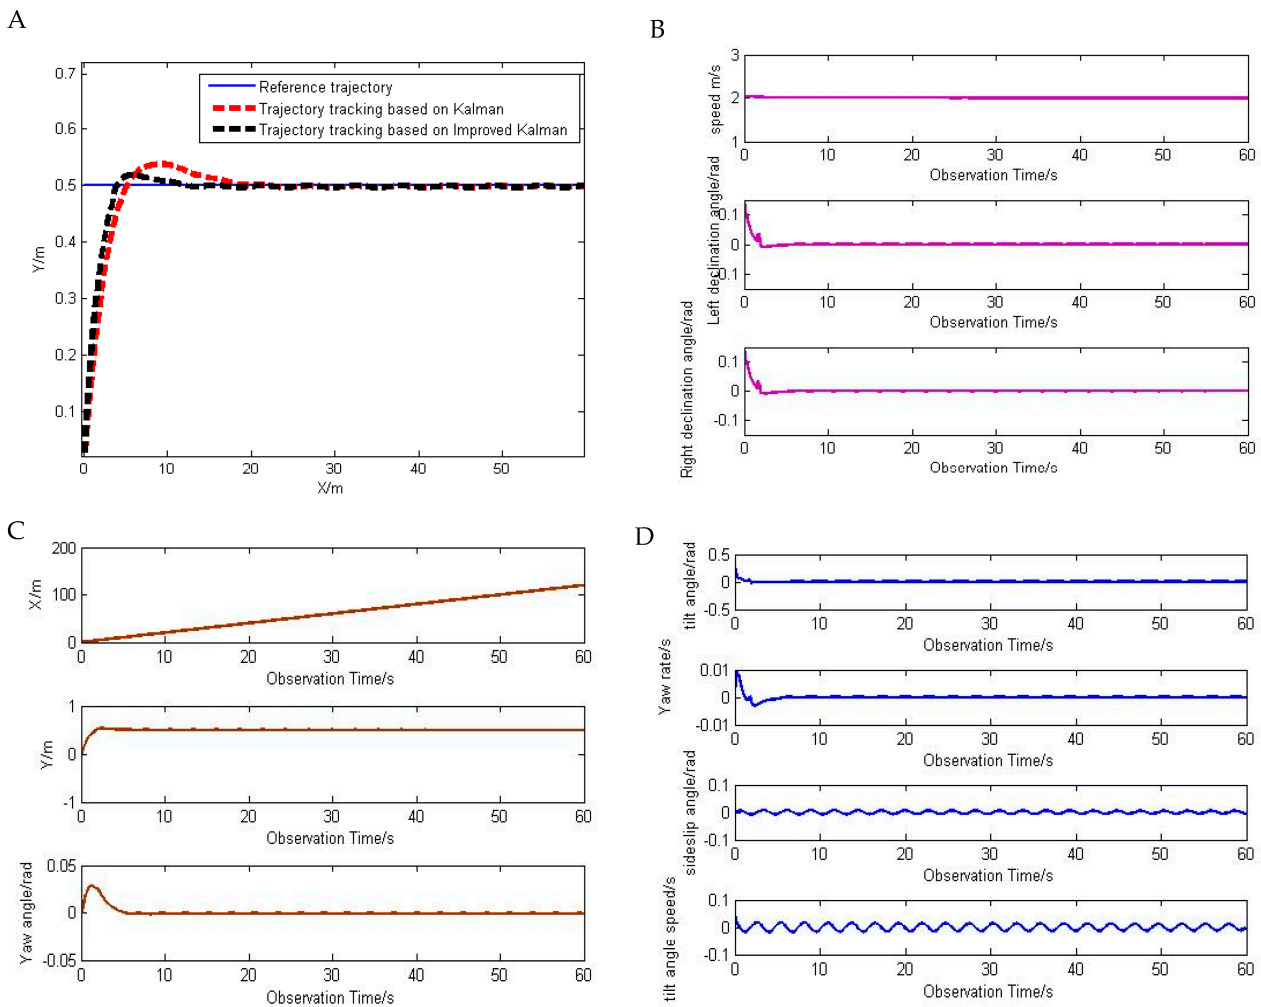 A
0.7
0.6
0.5
0.4
0.3
0.2
0.1
Y/m
Reference trajectory
Trajectory tracking based on Kalman
Trajectory tracking based on Improved Kalman
0 10 20 30 40 50
X/m
B
3
2
1
speed m/s
0 10 20 30 40 50 60
Observation Time/s
0.1
0
0.1
Left declination angle/rad
0 10 20 30 40 50 60
Observation Time/s
0.1
0
-0.1
Right declination angle/rad
0 10 20 30 40 50 60
Observation Time/s
C
200
100
0
X/m
0 10 20 30 40 50 60
Observation Time/s
1
0
-1
Y/m
0 10 20 30 40 50 60
Observation Time/s
0.05
0
-0.05
Yaw angle/rad
0 10 20 30 40 50 60
Observation Time/s
D
0.5
0
-0.5
tilt angle/rad
0 10 20 30 40 50 60
Observation Time/s
0.01
0
-0.01
Yaw rate/s
0 10 20 30 40 50 60
Observation Time/s
0.1
0
-0.1
sideslip angle/rad
0 10 20 30 40 50 60
Observation Time/s
0.1
0
-0.1
tilt angle speed/s
0 10 20 30 40 50 60
Observation Time/s